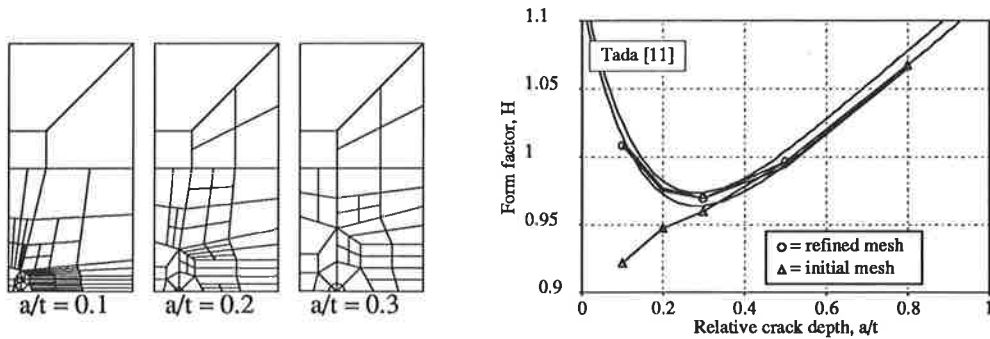 a/t = 0.1
a/t = 0.2
a/t = 0.3
1.1
1.05
1
0.95
0.9
Form factor, H
Tada [11]
o = refined mesh
△ = initial mesh
0
0.2
0.4
0.6
0.8
1
Relative crack depth, a/t